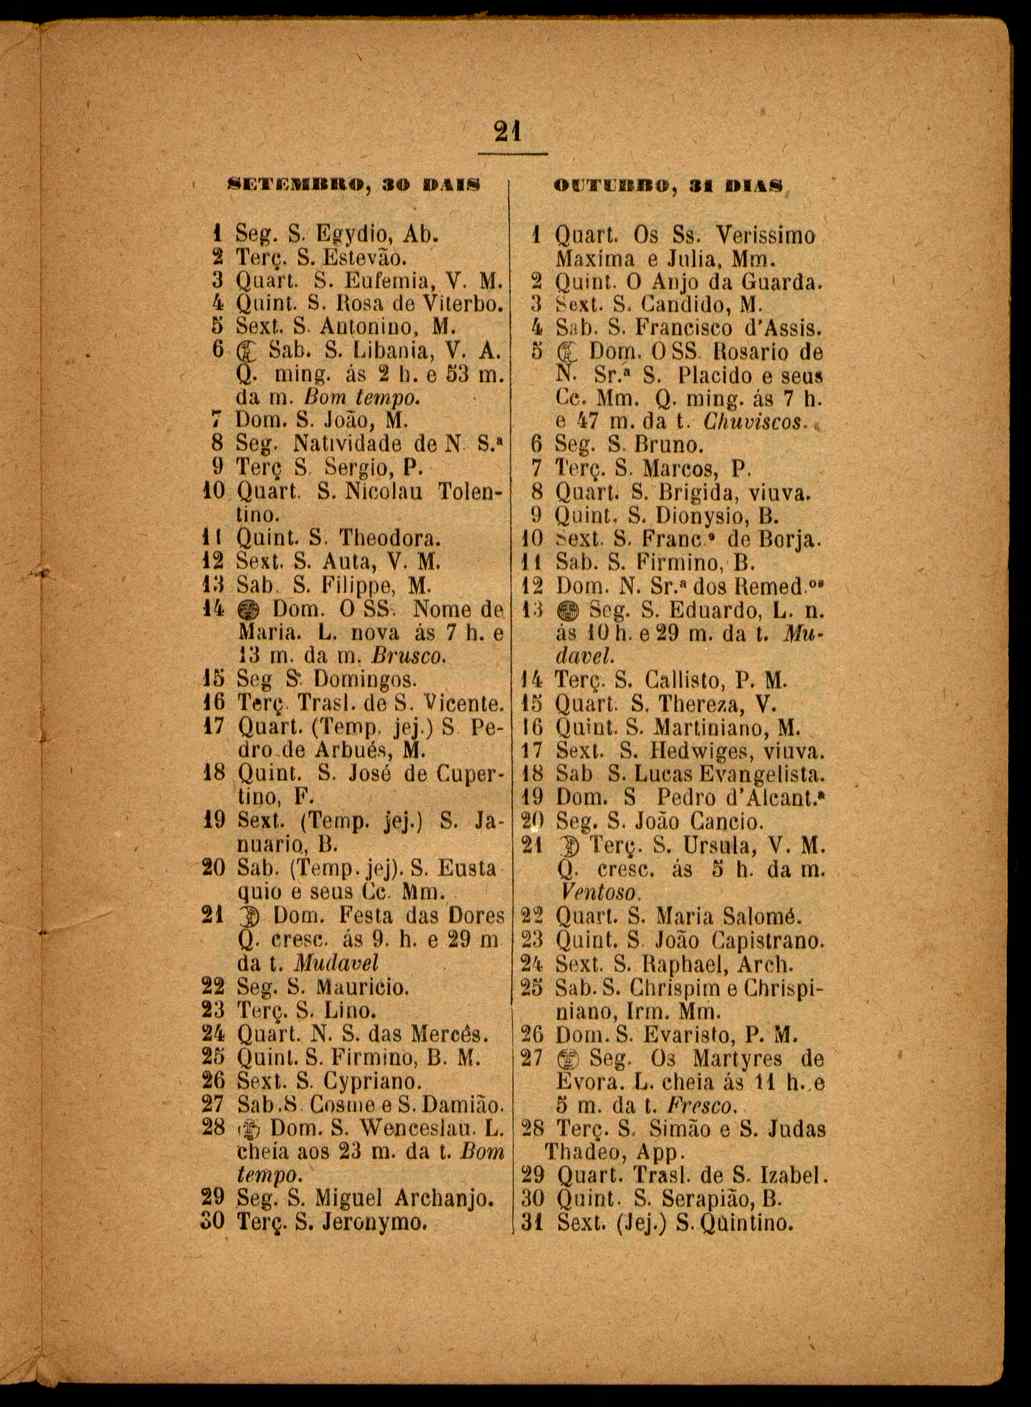 21
SETEMBRO, 30 DAIS
1 Seg. S. Egydio, Ab.
2 Terç. S. Estevão.
3 Quart. S. Eufemia, V. M.
4 Quint. S. Rosa de Viterbo.
5 Sext. S. Antonino, M.
6 Sab. S. Libania, V. A.
Q. ming. ás 2 h. e 53 m.
da m. Bom tempo.
7 Dom. S. João, M.
8 Seg. Natividade de N S.ª
9 Terç S. Sergio, P.
10 Quart. S. Nicolau Tolen-
tino.
11 Quint. S. Theodora.
12 Sext. S. Auta, V. M.
13 Sab. S. Filippe, M.
14 Dom. O SS. Nome de
Maria. L. nova ás 7 h. e
13 m. da m. Brusco.
15 Seg S. Domingos.
16 Terç. Trasl. de S. Vicente.
17 Quart. (Temp. jej.) S. Pe-
dro de Arbués, M.
18 Quint. S. José de Cuper-
tino, F.
19 Sext. (Temp. jej.) S. Ja-
nuario, B.
20 Sab. (Temp. jej). S. Eusta
quio e seus Cc. Mm.
21 Dom. Festa das Dores
Q. cresc. ás 9. h. e 29 m
da t. Mudavel
22 Seg. S. Mauricio.
23 Terç. S. Lino.
24 Quart. N. S. das Mercés.
25 Quint. S. Firmino, B. M.
26 Sext. S. Cypriano.
27 Sab. S. Cosme e S. Damião.
28 Dom. S. Wenceslau. L.
cheia aos 23 m. da t. Bom
tempo.
29 Seg. S. Miguel Archanjo.
30 Terç. S. Jeronymo.
OUTUBRO, 31 DIAS
1 Quart. Os Ss. Verissimo
Maxima e Julia, Mm.
2 Quint. O Anjo da Guarda.
3 Sext. S. Candido, M.
4 Sab. S. Francisco d'Assis.
5 Dom. O SS. Rosario de
N. Sr.ª S. Placido e seus
Cc. Mm. Q. ming. ás 7 h.
e 47 m. da t. Chuviscos.
6 Seg. S. Bruno.
7 Terç. S. Marcos, P.
8 Quart. S. Brigida, viuva.
9 Quint. S. Dionysio, B.
10 Sext. S. Franc.º de Borja.
11 Sab. S. Firmino, B.
12 Dom. N. Sr.ª dos Remed.ºˢ
13 Seg. S. Eduardo, L. n.
ás 10 h. e 29 m. da t. Mu-
davel.
14 Terç. S. Callisto, P. M.
15 Quart. S. Thereza, V.
16 Quint. S. Martiniano, M.
17 Sext. S. Hedwiges, viuva.
18 Sab S. Lucas Evangelista.
19 Dom. S Pedro d'Alcant.ª
20 Seg. S. João Cancio.
21 Terç. S. Ursula, V. M.
Q. cresc. ás 5 h. da m.
Ventoso.
22 Quart. S. Maria Salomé.
23 Quint. S. João Capistrano.
24 Sext. S. Raphael, Arch.
25 Sab. S. Chrispim e Chrispi-
niano, Irm. Mm.
26 Dom. S. Evaristo, P. M.
27 Seg. Os Martyres de
Evora. L. cheia ás 11 h. e
5 m. da t. Fresco.
28 Terç. S. Simão e S. Judas
Thadeo, App.
29 Quart. Trasl. de S. Izabel.
30 Quint. S. Serapião, B.
31 Sext. (Jej.) S. Quintino.